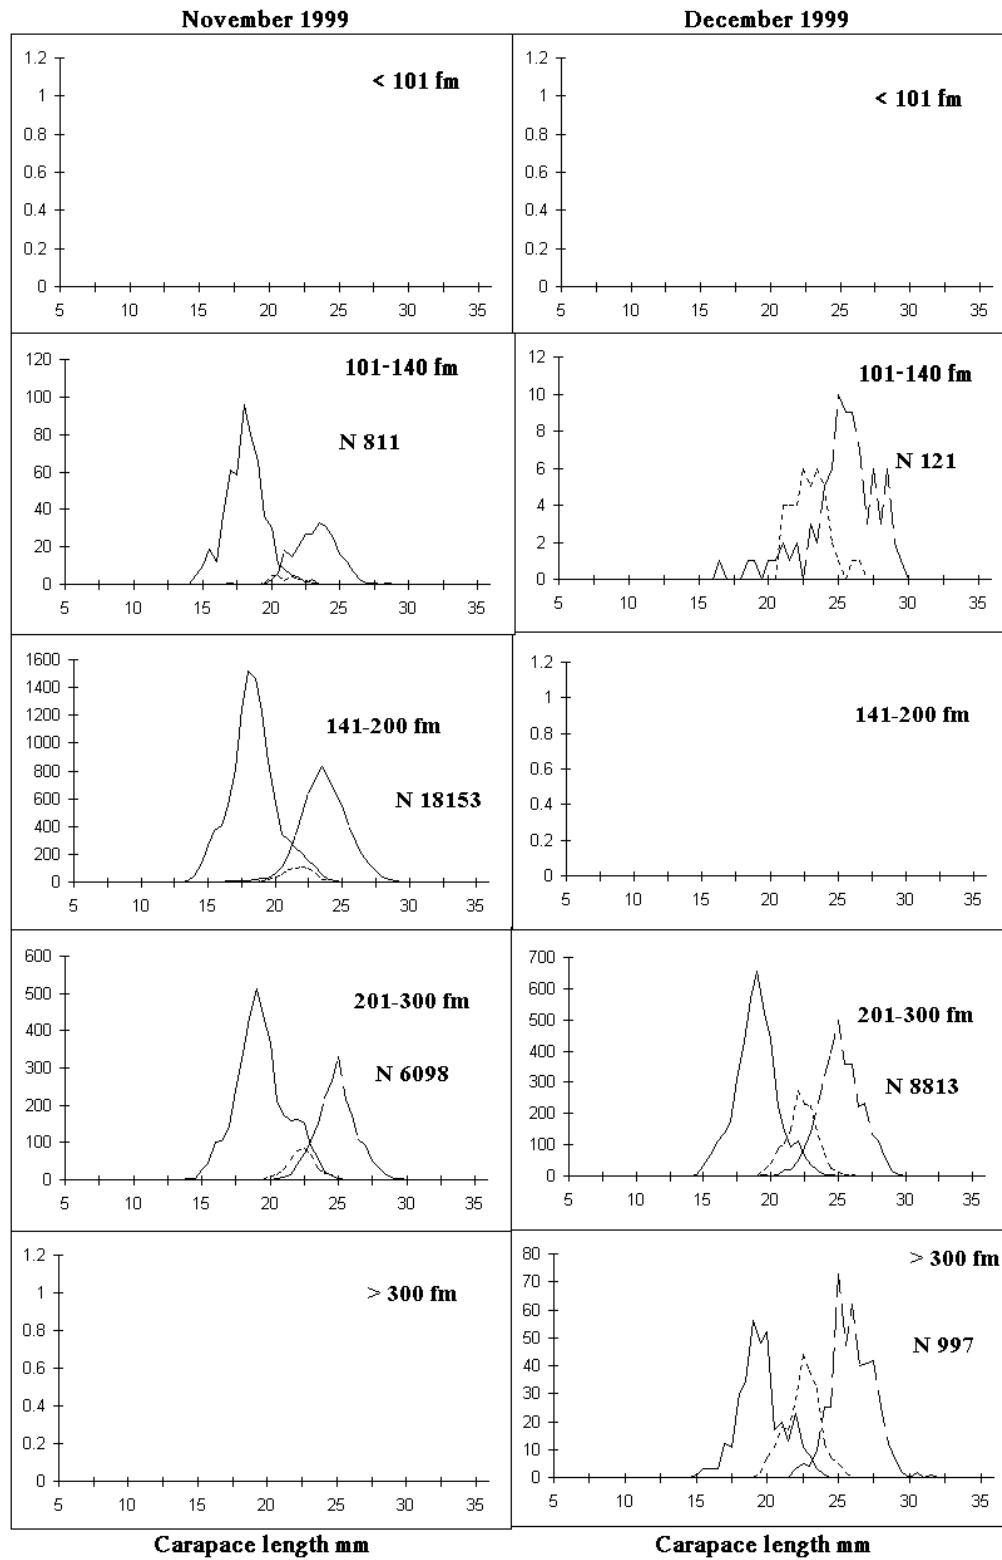 November 1999
December 1999
1.2
1
0.8
0.6
0.4
0.2
0
5 10 15 20 25 30 35
< 101 fm
1.2
1
0.8
0.6
0.4
0.2
0
5 10 15 20 25 30 35
< 101 fm
120
100
80
60
40
20
0
5 10 15 20 25 30 35
101-140 fm
N 811
12
10
8
6
4
2
0
5 10 15 20 25 30 35
101-140 fm
N 121
1600
1400
1200
1000
800
600
400
200
0
5 10 15 20 25 30 35
141-200 fm
N 18153
1.2
1
0.8
0.6
0.4
0.2
0
5 10 15 20 25 30 35
141-200 fm
600
500
400
300
200
100
0
5 10 15 20 25 30 35
201-300 fm
N 6098
700
600
500
400
300
200
100
0
5 10 15 20 25 30 35
201-300 fm
N 8813
1.2
1
0.8
0.6
0.4
0.2
0
5 10 15 20 25 30 35
> 300 fm
80
70
60
50
40
30
20
10
0
5 10 15 20 25 30 35
> 300 fm
N 997
Carapace length mm
Carapace length mm